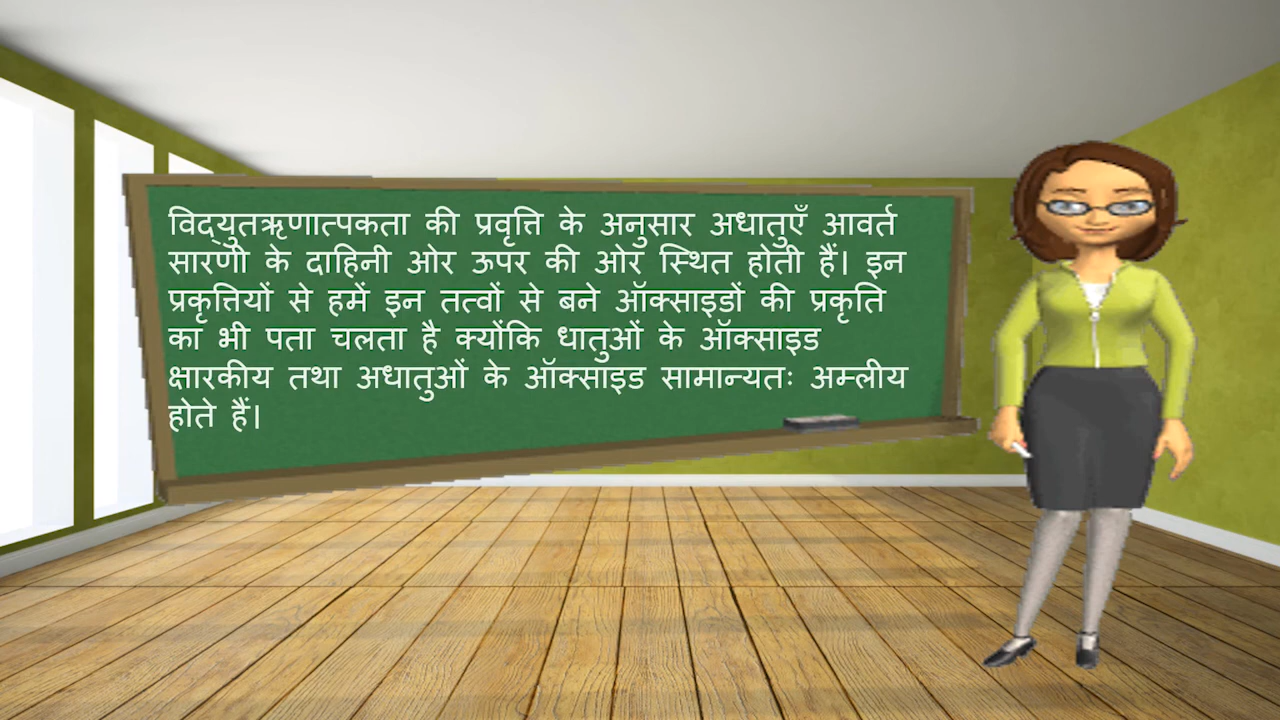 विद्युतऋणात्पकता की प्रवृत्ति के अनुसार अधातुएँ आवर्त
सारणी के दाहिनी ओर ऊपर की ओर स्थित होती हैं। इन
प्रकृत्तियों से हमें इन तत्वों से बने ऑक्साइडों की प्रकृति
का भी पता चलता है क्योंकि धातुओं के ऑक्साइड
क्षारकीय तथा अधातुओं के ऑक्साइड सामान्यतः अम्लीय
होते हैं।